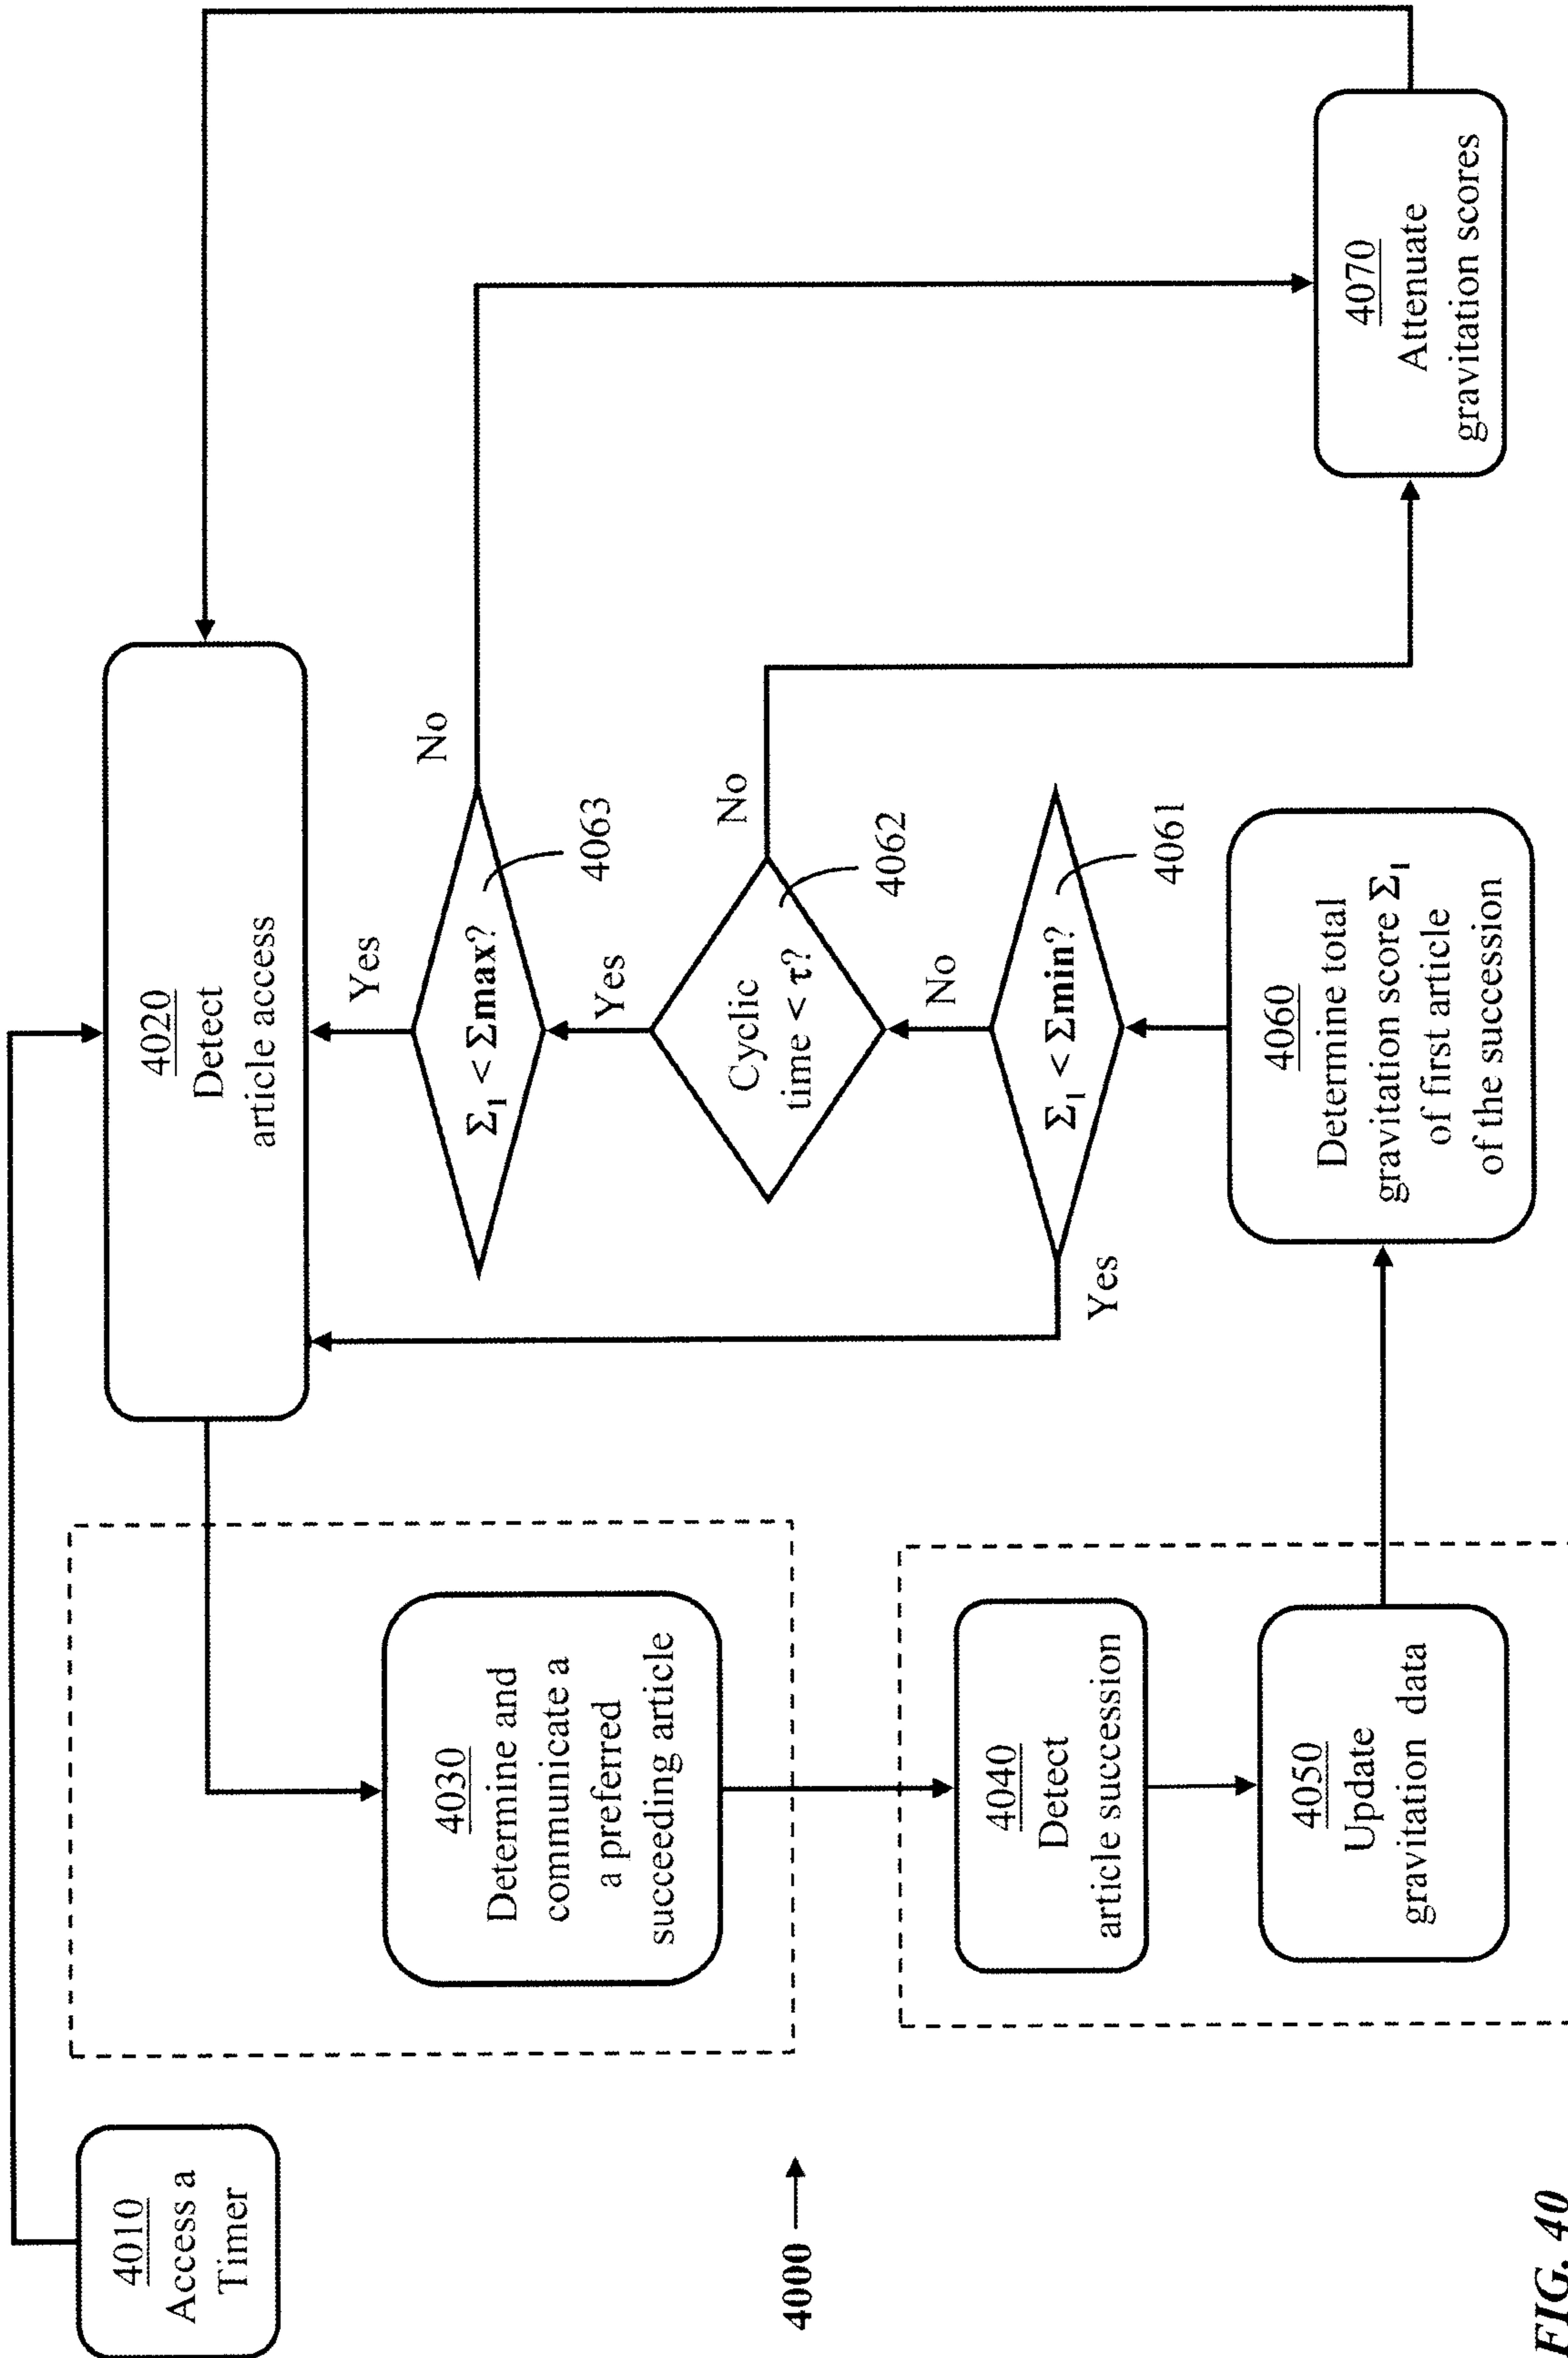 4010
Access a
Timer
4020
Detect
article access
4030
Determine and
communicate a
a preferred
succeeding article
4040
Detect
article succession
4050
Update
gravitation data
4060
Determine total
gravitation score Σ1
of first article
of the succession
Σ1 < Σmin?
4061
Yes
No
Cyclic
time < τ?
4062
Yes
No
Σ1 < Σmax?
4063
Yes
No
4070
Attenuate
gravitation scores
4000
FIG. 40